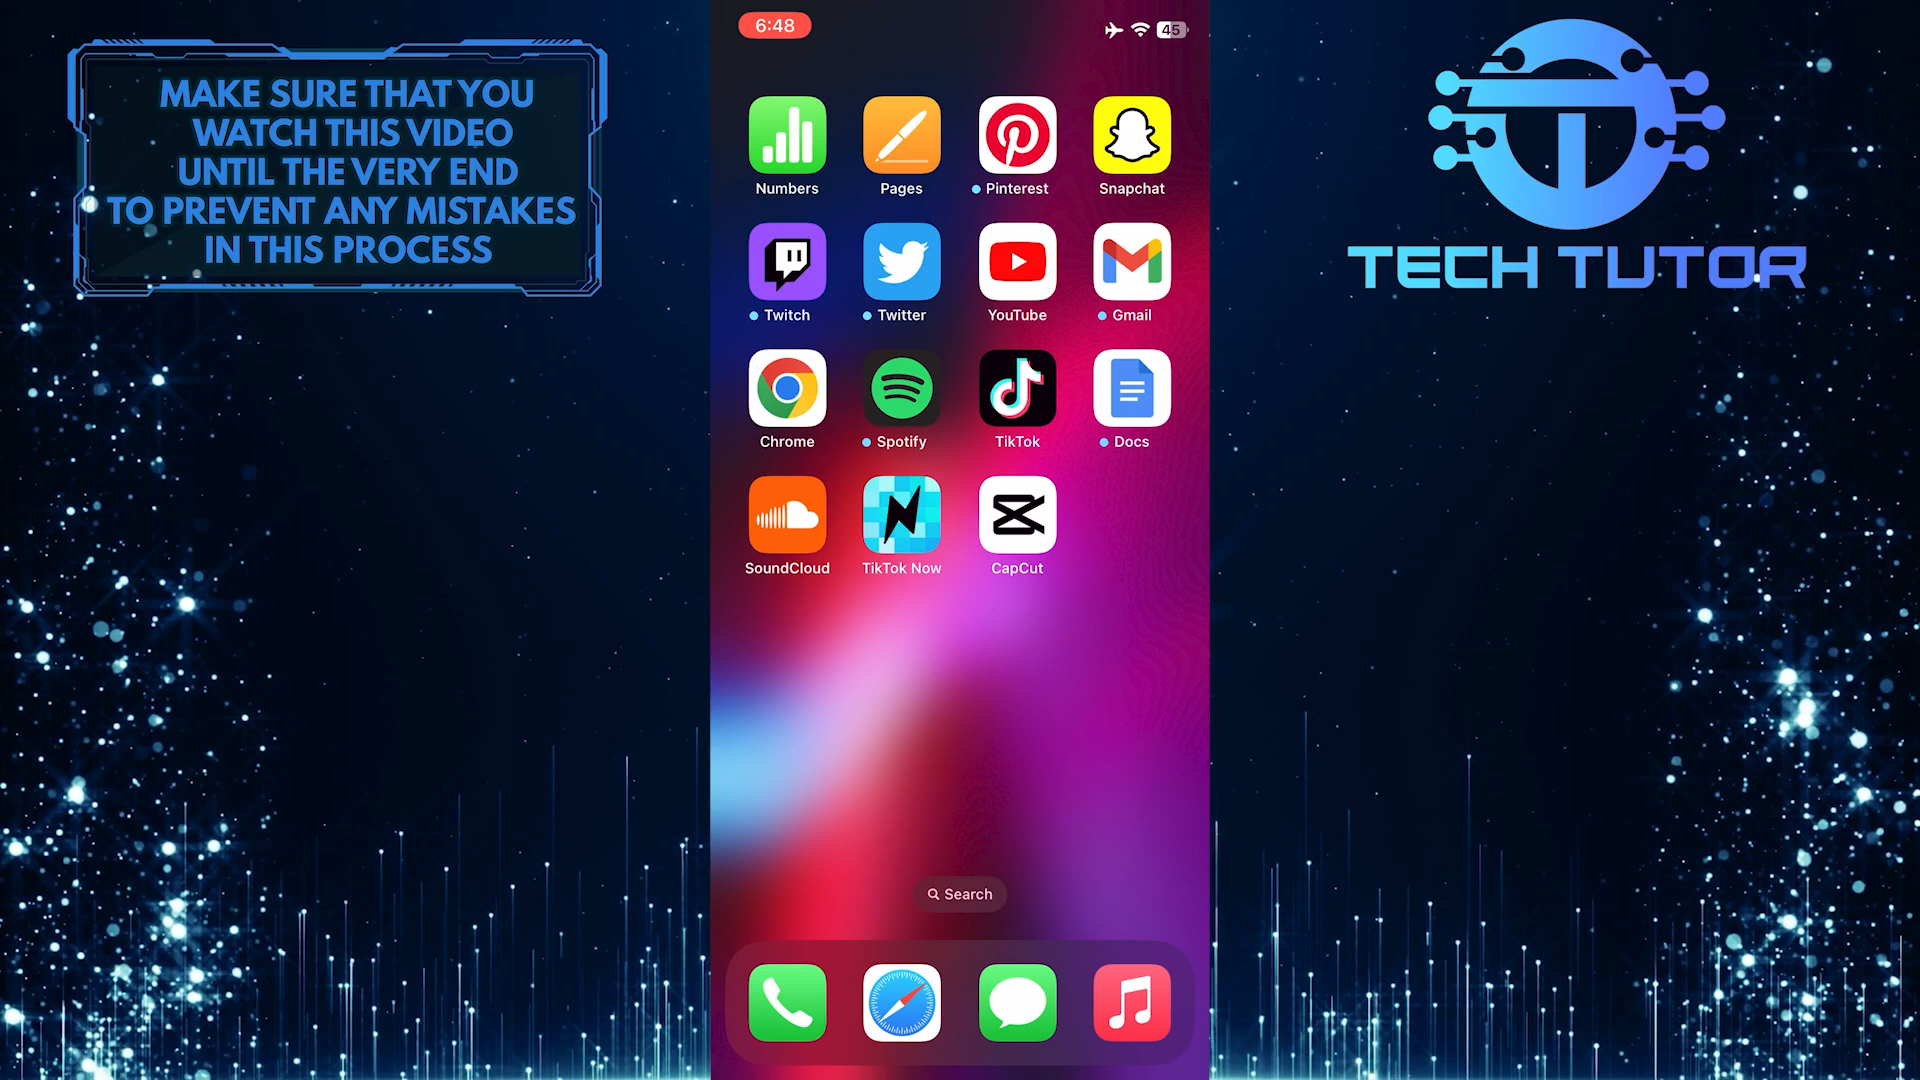 MAKE SURE THAT YOU
WATCH THIS VIDEO
UNTIL THE VERY END
TO PREVENT ANY MISTAKES
IN THIS PROCESS
6:48
45
Numbers
Pages
Pinterest
Snapchat
Twitch
Twitter
YouTube
Gmail
Chrome
Spotify
TikTok
Docs
SoundCloud
TikTok Now
CapCut
Search
TECH TUTOR